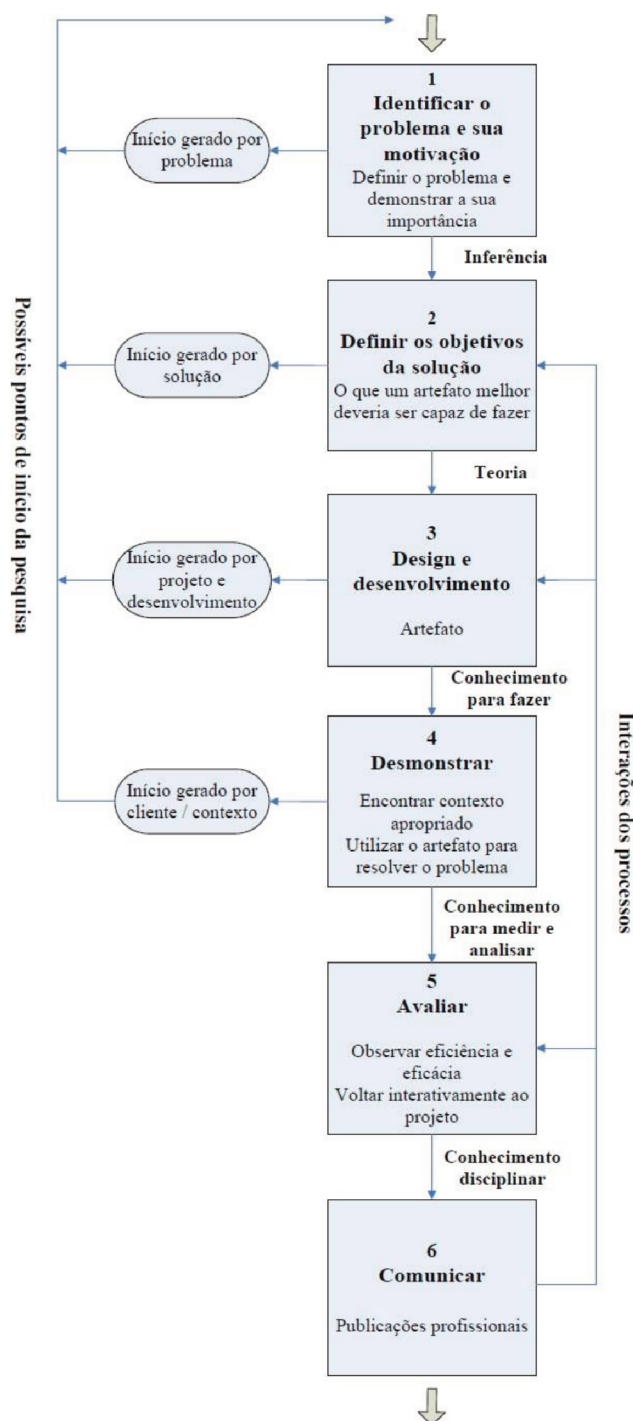 1
Identificar o
problema e sua
motivação
Definir o problema e
demonstrar a sua
importância
Início gerado por
problema
Inferência
2
Definir os objetivos
da solução
O que um artefato melhor
deveria ser capaz de fazer
Início gerado por
solução
Teoria
3
Design e
desenvolvimento
Artefato
Início gerado por
projeto e
desenvolvimento
Conhecimento
para fazer
4
Desmonstrar
Encontrar contexto
apropriado
Utilizar o artefato para
resolver o problema
Início gerado por
cliente / contexto
Conhecimento
para medir e
analisar
5
Avaliar
Observar eficiência e
eficácia
Voltar interativamente ao
projeto
Conhecimento
disciplinar
6
Comunicar
Publicações profissionais
Possíveis pontos de início da pesquisa
Interações dos processos